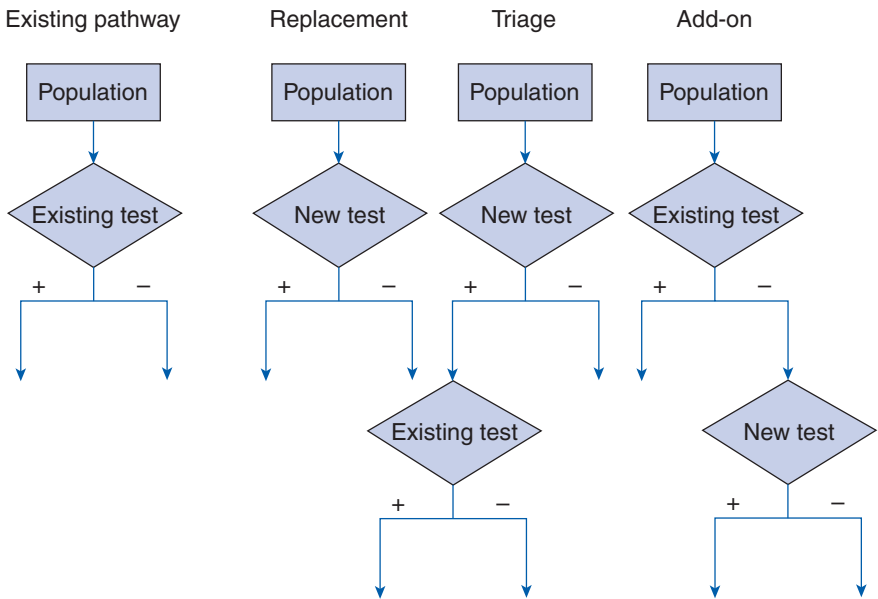 Existing pathway
Replacement
Triage
Add-on
Population
Population
Population
Population
Existing test
New test
New test
Existing test
+ −
+ −
+ −
+ −
Existing test
New test
+ −
+ −